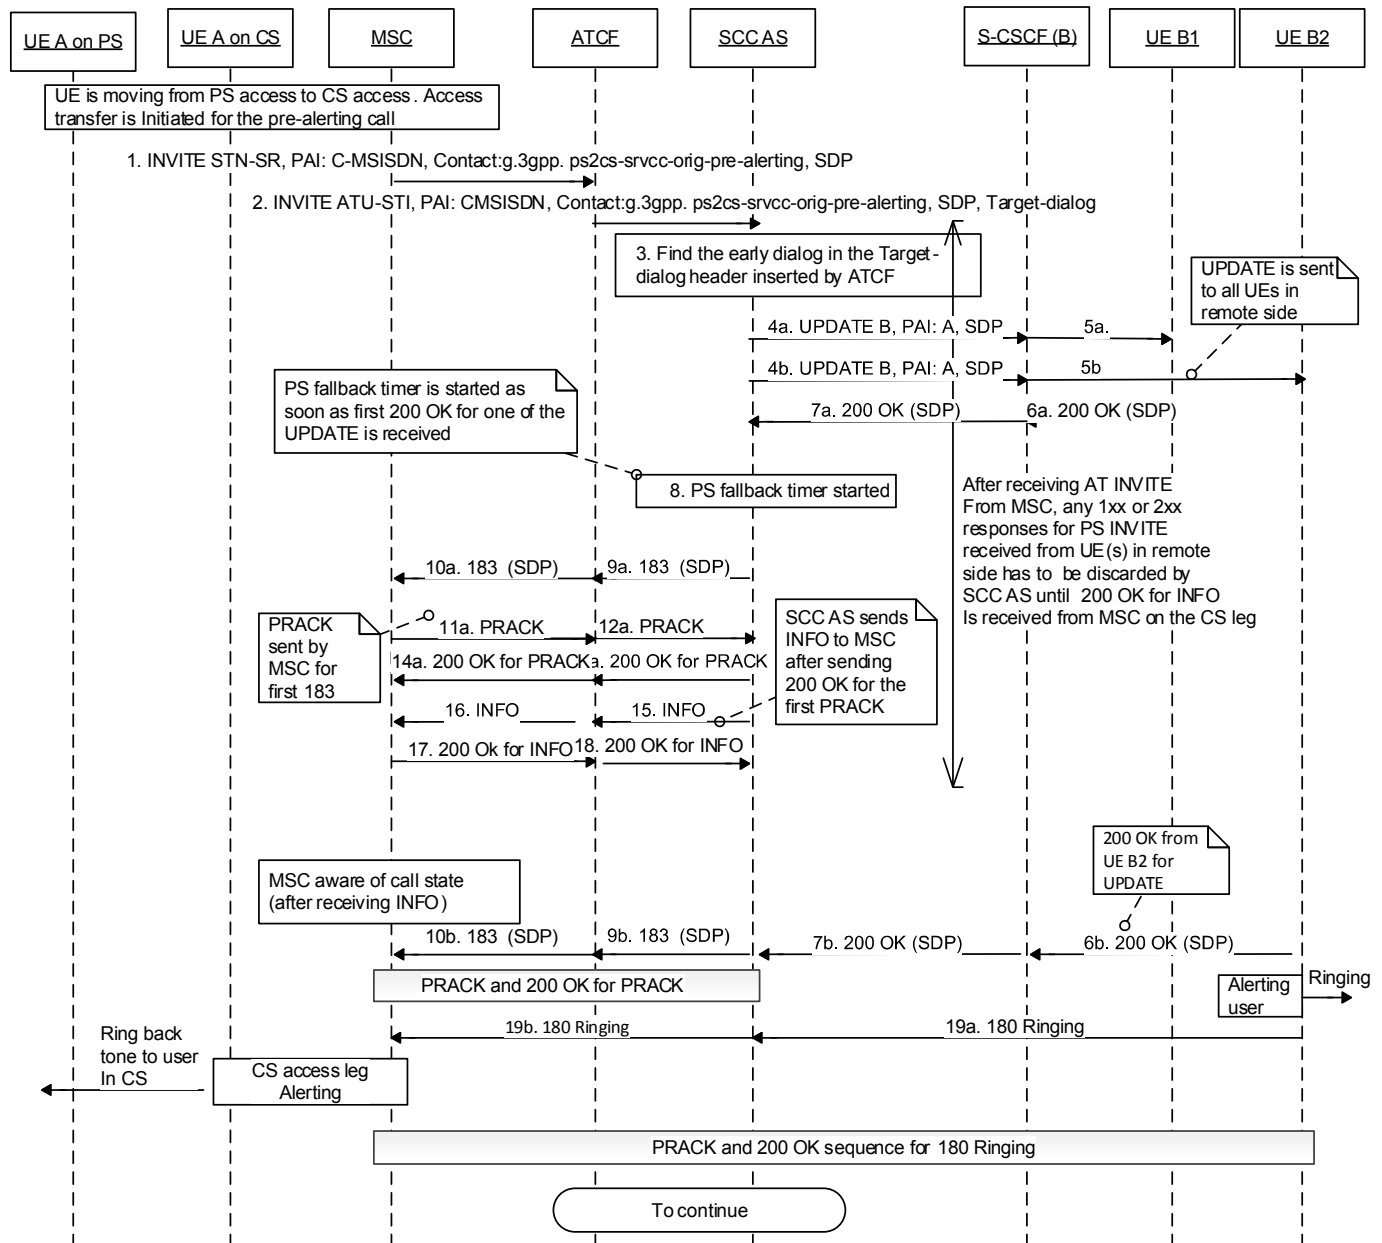 UE A on PS
UE A on CS
MSC
ATCF
SCC AS
S-CSCF (B)
UE B1
UE B2
UE is moving from PS access to CS access. Access
transfer is Initiated for the pre-alerting call
1. INVITE STN-SR, PAI: C-MSISDN, Contact:g.3gpp. ps2cs-srvcc-orig-pre-alerting, SDP
2. INVITE ATU-STI, PAI: CMSISDN, Contact:g.3gpp. ps2cs-srvcc-orig-pre-alerting, SDP, Target-dialog
3. Find the early dialog in the Target-
dialog header inserted by ATCF
UPDATE is sent
to all UEs in
remote side
4a. UPDATE B, PAI: A, SDP
5a.
4b. UPDATE B, PAI: A, SDP
5b
PS fallback timer is started as
soon as first 200 OK for one of the
UPDATE is received
7a. 200 OK (SDP)
6a. 200 OK (SDP)
8. PS fallback timer started
After receiving AT INVITE
From MSC, any 1xx or 2xx
responses for PS INVITE
received from UE(s) in remote
side has to be discarded by
SCC AS until 200 OK for INFO
Is received from MSC on the CS leg
10a. 183 (SDP)
9a. 183 (SDP)
PRACK
sent by
MSC for
first 183
11a. PRACK
12a. PRACK
SCC AS sends
INFO to MSC
after sending
200 OK for the
first PRACK
14a. 200 OK for PRACK
a. 200 OK for PRACK
16. INFO
15. INFO
17. 200 Ok for INFO
18. 200 OK for INFO
200 OK from
UE B2 for
UPDATE
MSC aware of call state
(after receiving INFO)
10b. 183 (SDP)
9b. 183 (SDP)
7b. 200 OK (SDP)
6b. 200 OK (SDP)
PRACK and 200 OK for PRACK
Alerting
user
Ringing
19b. 180 Ringing
19a. 180 Ringing
Ring back
tone to user
In CS
CS access leg
Alerting
PRACK and 200 OK sequence for 180 Ringing
To continue